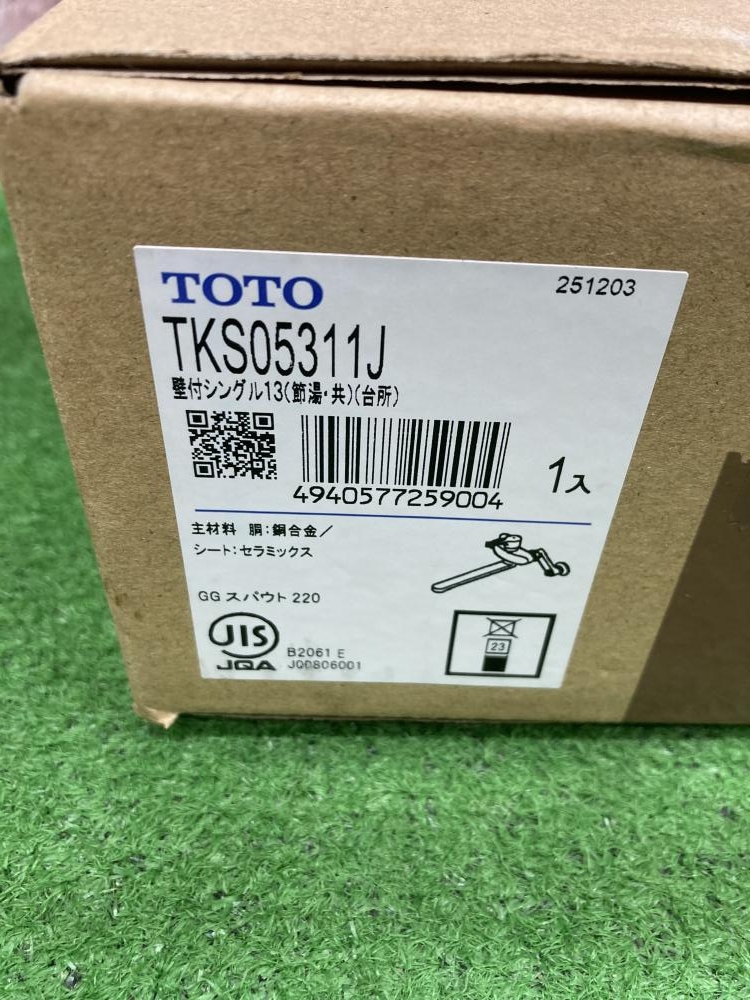 TOTO
251203
TKS05311J
壁付シングル13(節湯・共)(台所)
4940577259004
1入
主材料 胴:銅合金/
シート:セラミックス
GG スパウト 220
JIS
JQA
B2061 E
JQ0806001
23